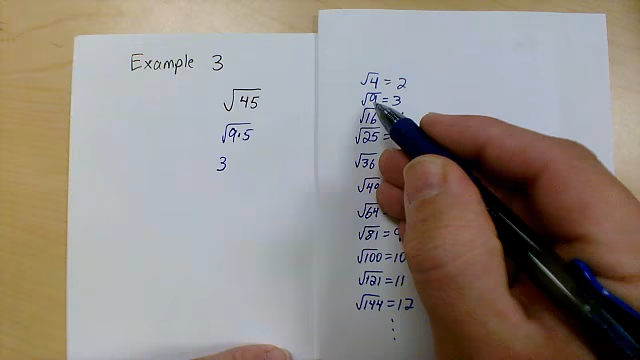 Example 3
√45
√9·5
3
√4 = 2
√9 = 3
√16
√25 =
√36
√49
√64
√81 = 9
√100 = 10
√121 = 11
√144 = 12
⋮